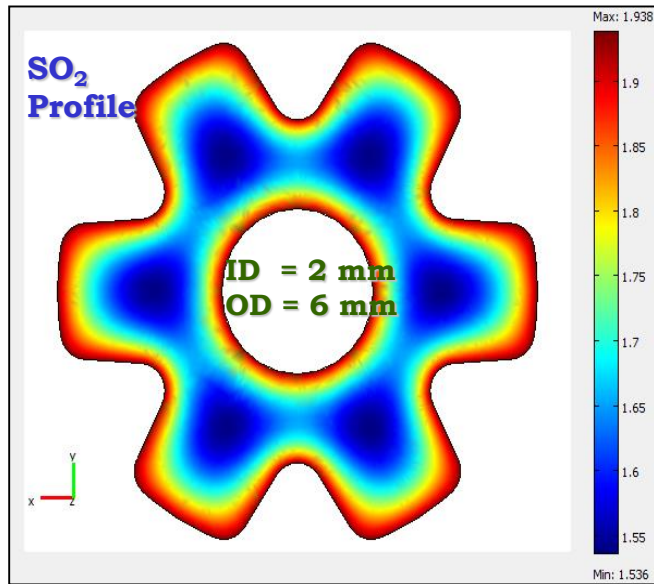 Max: 1.938
SO₂
Profile
1.9
1.85
1.8
1.75
1.7
1.65
1.6
1.55
ID = 2 mm
OD = 6 mm
y
x
z
Min: 1.536